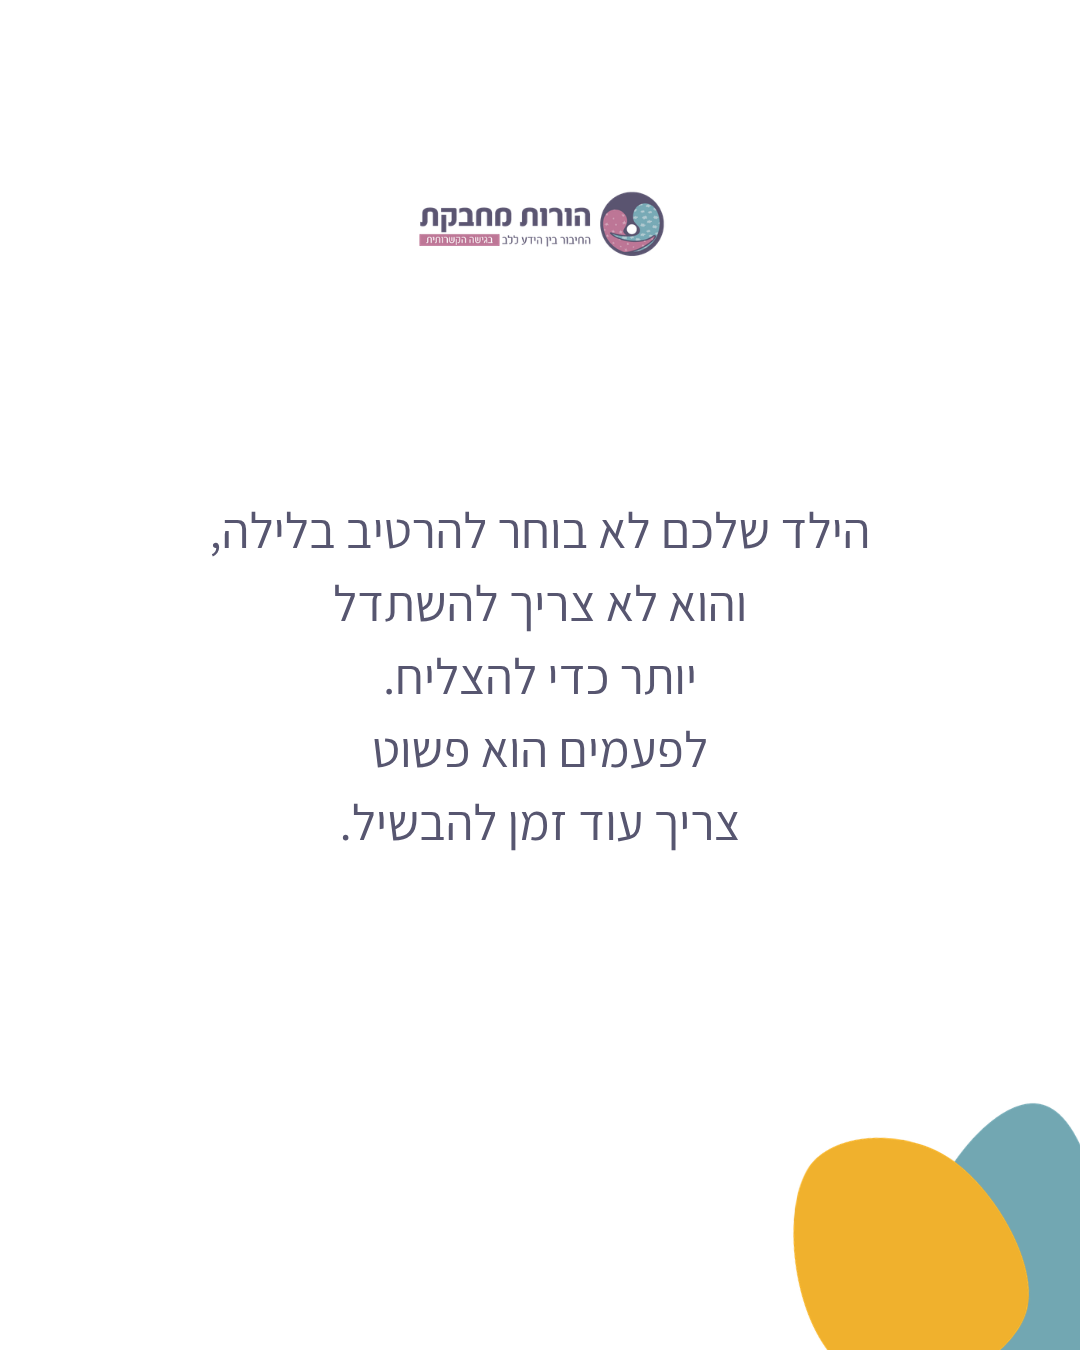 הורות מחבקת
החיבור בין הידע ללב בגישה הקשרותית
הילד שלכם לא בוחר להרטיב בלילה,
והוא לא צריך להשתדל
יותר כדי להצליח.
לפעמים הוא פשוט
צריך עוד זמן להבשיל.